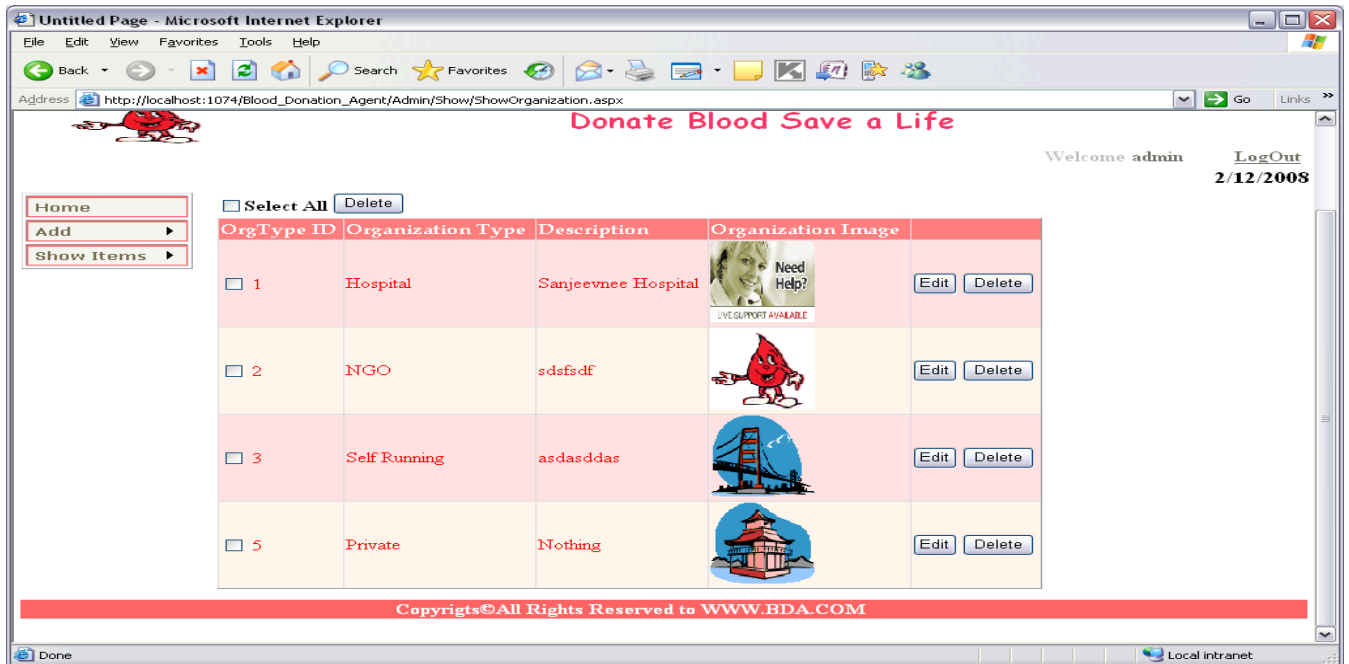 Untitled Page - Microsoft Internet Explorer
File Edit View Favorites Tools Help
Back Search Favorites
Address http://localhost:1074/Blood_Donation_Agent/Admin/Show/ShowOrganization.aspx Go Links »
Donate Blood Save a Life
Welcome admin LogOut
2/12/2008
Home
Add
Show Items
Select All Delete
OrgType ID Organization Type Description Organization Image
1 Hospital Sanjeevnee Hospital Edit Delete
Need Help?
LIVE SUPPORT AVAILABLE
2 NGO sdsfsdf Edit Delete
3 Self Running asdasddas Edit Delete
5 Private Nothing Edit Delete
Copyrigts©All Rights Reserved to WWW.BDA.COM
Done Local intranet